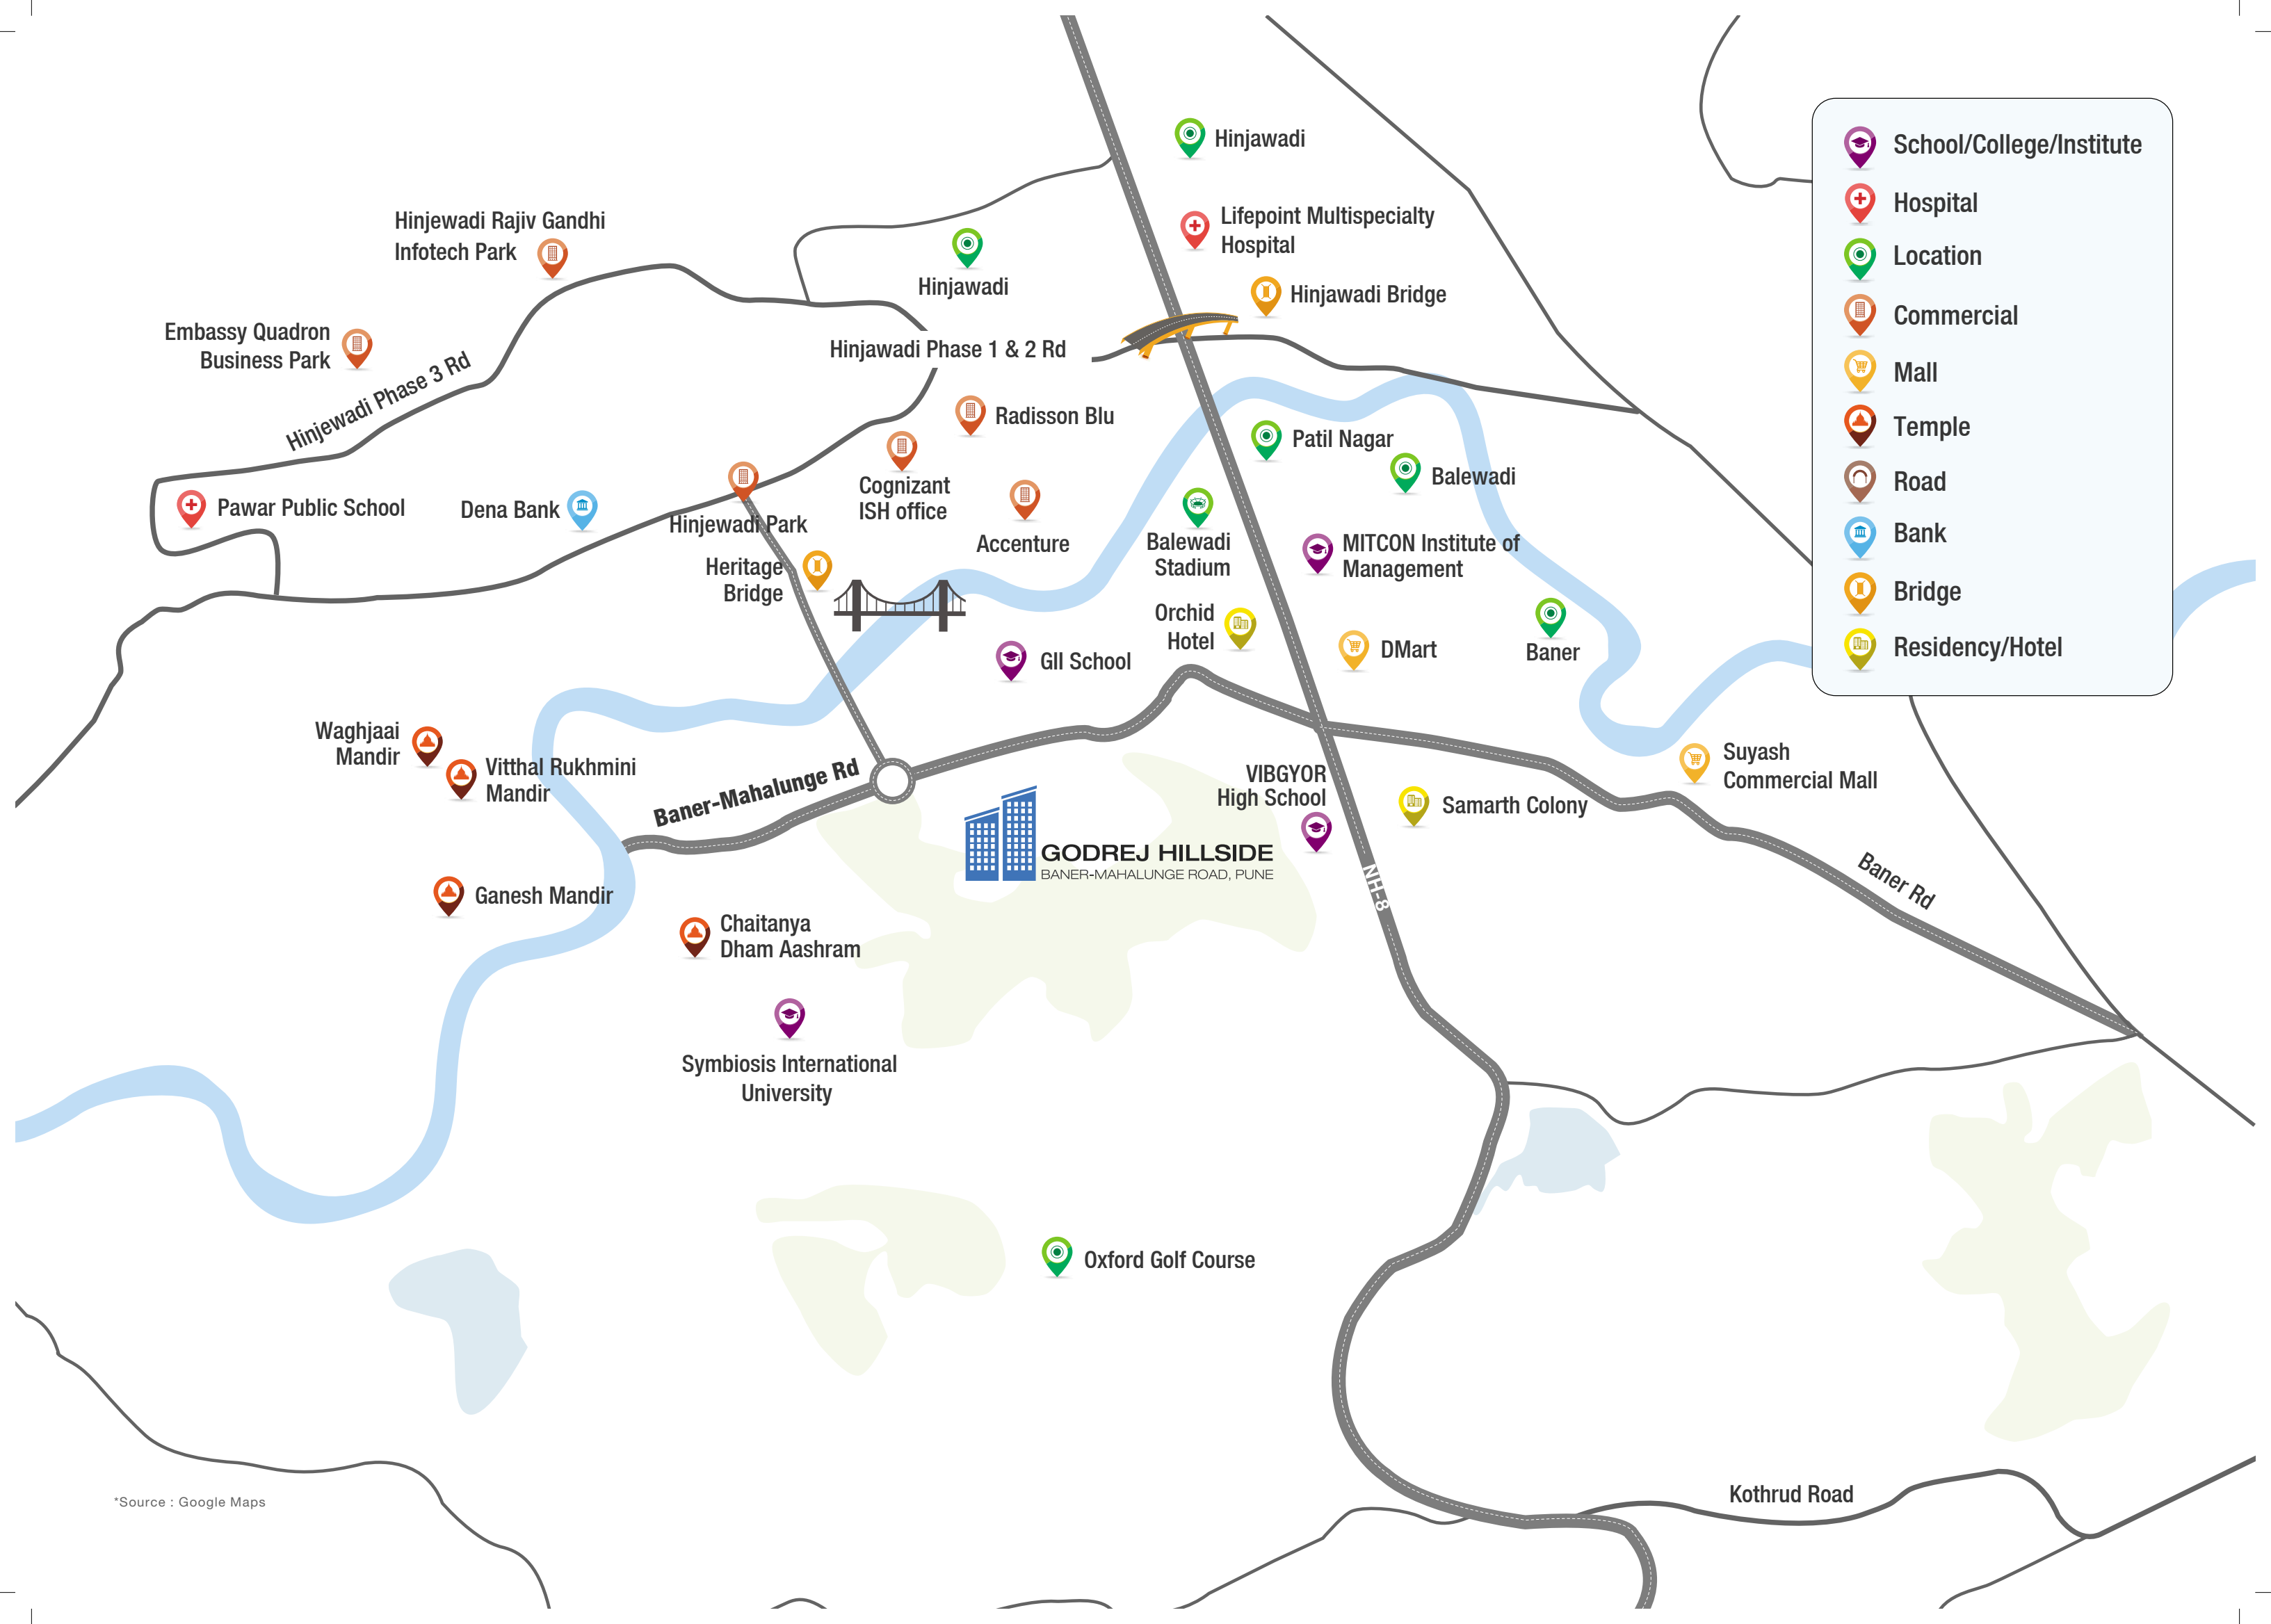 Hinjawadi
School/College/Institute
Hospital
Location
Commercial
Mall
Temple
Road
Bank
Bridge
Residency/Hotel
Lifepoint Multispecialty
Hospital
Hinjewadi Rajiv Gandhi
Infotech Park
Hinjawadi
Hinjawadi Bridge
Embassy Quadron
Business Park
Hinjawadi Phase 1 & 2 Rd
Hinjewadi Phase 3 Rd
Radisson Blu
Patil Nagar
Balewadi
Cognizant
ISH office
Pawar Public School
Dena Bank
Hinjewadi Park
Accenture
Balewadi
Stadium
MITCON Institute of
Management
Heritage
Bridge
Orchid
Hotel
GII School
DMart
Baner
Waghjaai
Mandir
Vitthal Rukhmini
Mandir
Baner-Mahalunge Rd
VIBGYOR
High School
Suyash
Commercial Mall
Samarth Colony
GODREJ HILLSIDE
BANER-MAHALUNGE ROAD, PUNE
NH-8
Baner Rd
Ganesh Mandir
Chaitanya
Dham Aashram
Symbiosis International
University
Oxford Golf Course
Kothrud Road
*Source : Google Maps